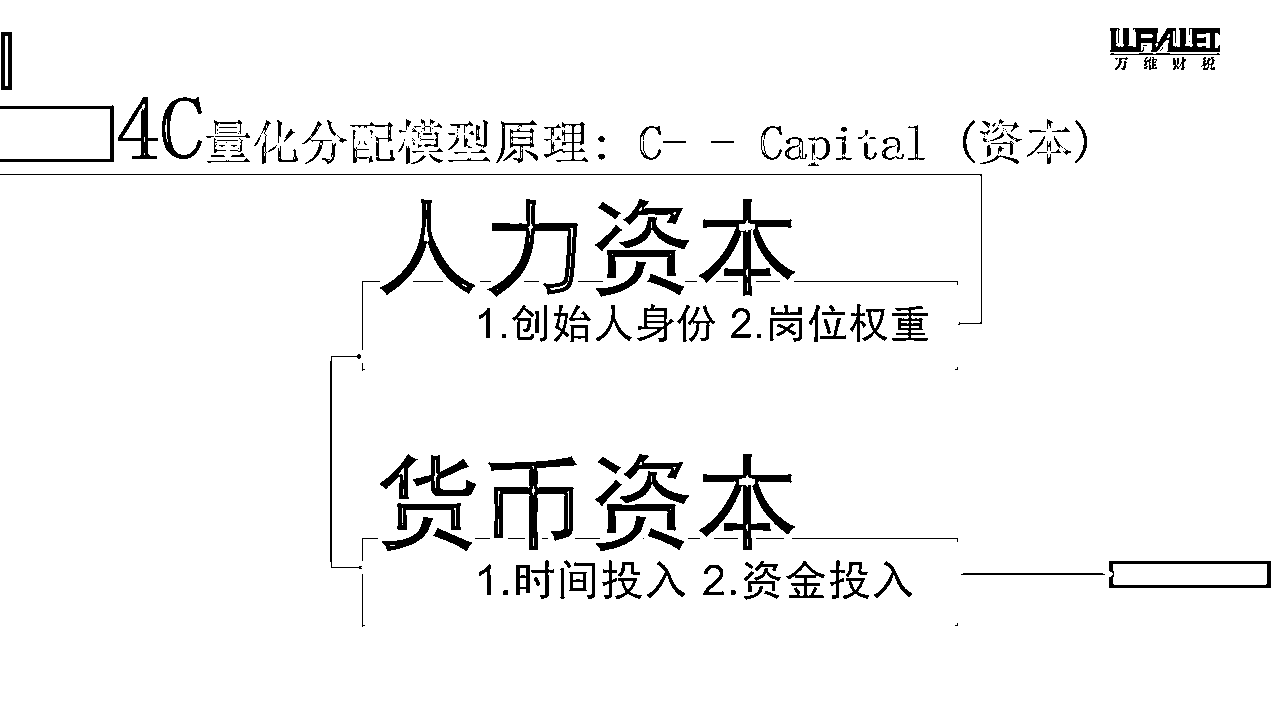 万维财税
4C量化分配模型原理：C- - Capital (资本)
人力资本
1.创始人身份 2.岗位权重
货币资本
1.时间投入 2.资金投入